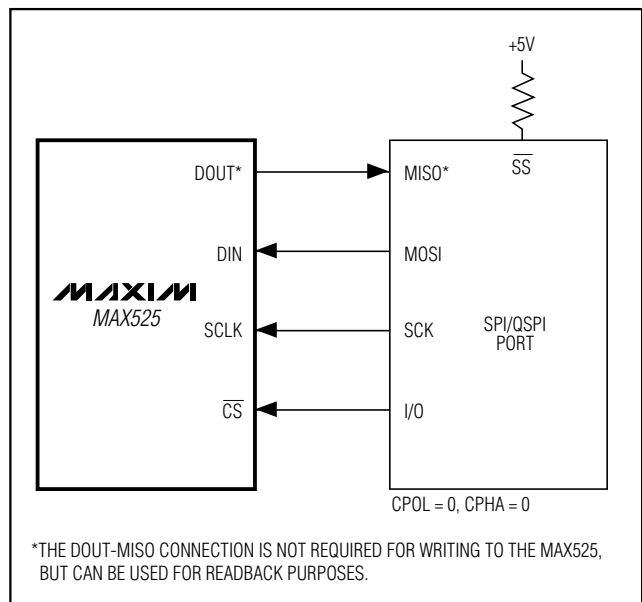 +5V
SS
DOUT*
MISO*
DIN
MOSI
MAXIM
MAX525
SCLK
SCK
SPI/QSPI
PORT
CS
I/O
CPOL = 0, CPHA = 0
*THE DOUT-MISO CONNECTION IS NOT REQUIRED FOR WRITING TO THE MAX525,
BUT CAN BE USED FOR READBACK PURPOSES.